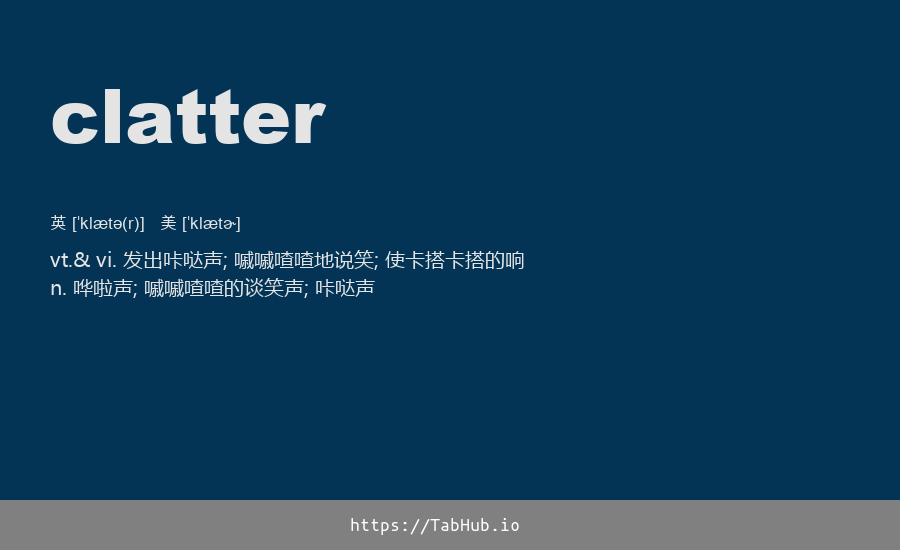 clatter
英 [ˈklætə(r)] 美 [ˈklætɚ]
vt.& vi. 发出咔哒声; 嘁嘁喳喳地说笑; 使卡搭卡搭的响
n. 哗啦声; 嘁嘁喳喳的谈笑声; 咔哒声
https://TabHub.io